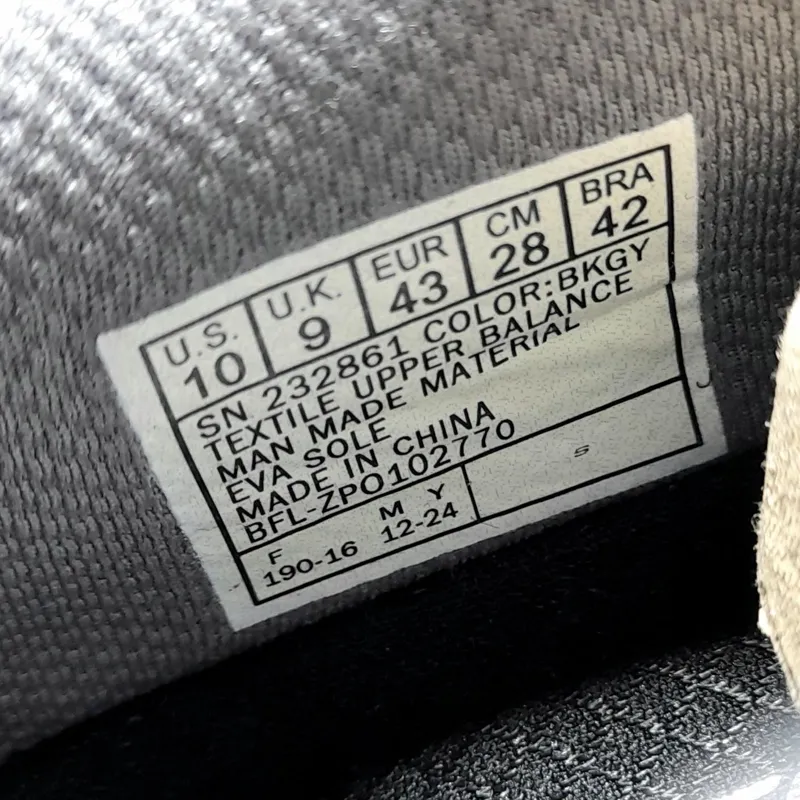 U.S. U.K. EUR CM BRA
10 9 43 28 42
SN 232861 COLOR:BKGY
TEXTILE UPPER BALANCE
MAN MADE MATERIAL
EVA SOLE
MADE IN CHINA
BFL-ZPO102770
F M Y S
190-16 12-24